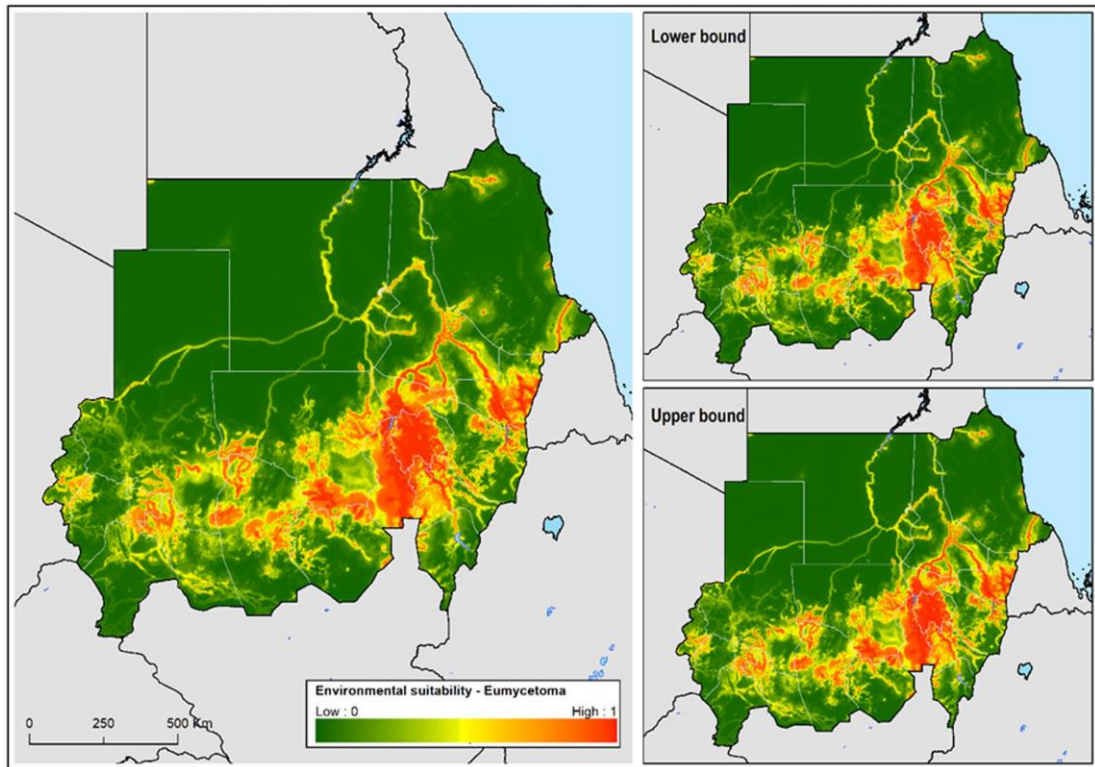 Lower bound
Upper bound
Environmental suitability - Eumycetoma
Low : 0 High : 1
0 250 500 Km